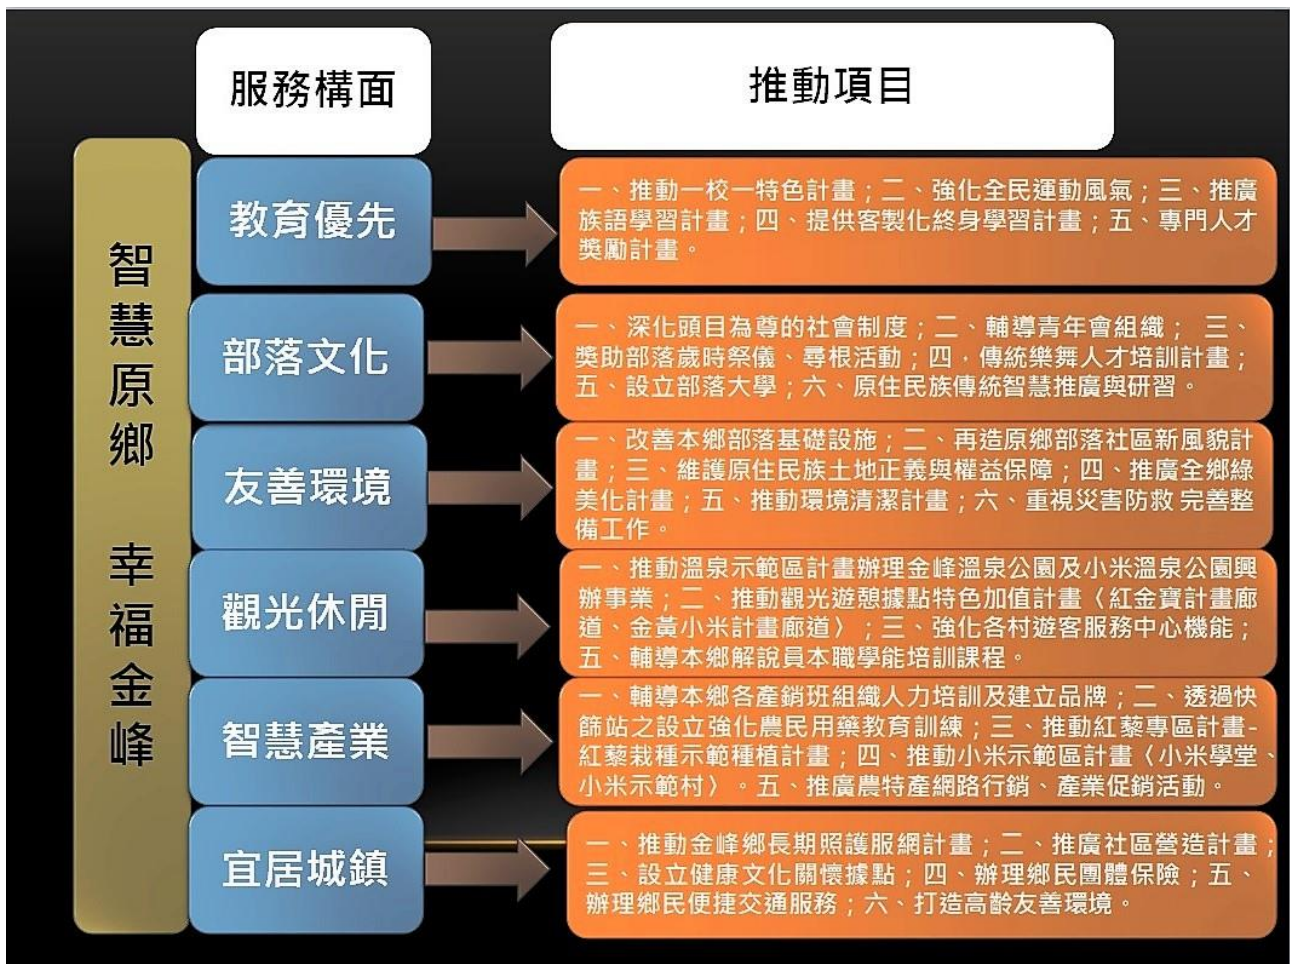 服務構面
推動項目
智慧原鄉 幸福金峰
教育優先
一、推動一校一特色計畫；二、強化全民運動風氣；三、推廣
族語學習計畫；四、提供客製化終身學習計畫；五、專門人才
獎勵計畫。
部落文化
一、深化頭目為尊的社會制度；二、輔導青年會組織； 三、
獎助部落歲時祭儀、尋根活動；四，傳統樂舞人才培訓計畫；
五、設立部落大學；六、原住民族傳統智慧推廣與研習。
友善環境
一、改善本鄉部落基礎設施；二、再造原鄉部落社區新風貌計
畫；三、維護原住民族土地正義與權益保障；四、推廣全鄉綠
美化計畫；五、推動環境清潔計畫；六、重視災害防救 完善整
備工作。
觀光休閒
一、推動溫泉示範區計畫辦理金峰溫泉公園及小米溫泉公園興
辦事業；二、推動觀光遊憩據點特色加值計畫〈紅金寶計畫廊
道、金黃小米計畫廊道〉；三、強化各村遊客服務中心機能；
五、輔導本鄉解說員本職學能培訓課程。
智慧產業
一、輔導本鄉各產銷班組織人力培訓及建立品牌；二、透過快
篩站之設立強化農民用藥教育訓練；三、推動紅藜專區計畫-
紅藜栽種示範種植計畫；四、推動小米示範區計畫〈小米學堂、
小米示範村〉。五、推廣農特產網路行銷、產業促銷活動。
宜居城鎮
一、推動金峰鄉長期照護服網計畫；二、推廣社區營造計畫；
三、設立健康文化關懷據點；四、辦理鄉民團體保險；五、
辦理鄉民便捷交通服務；六、打造高齡友善環境。